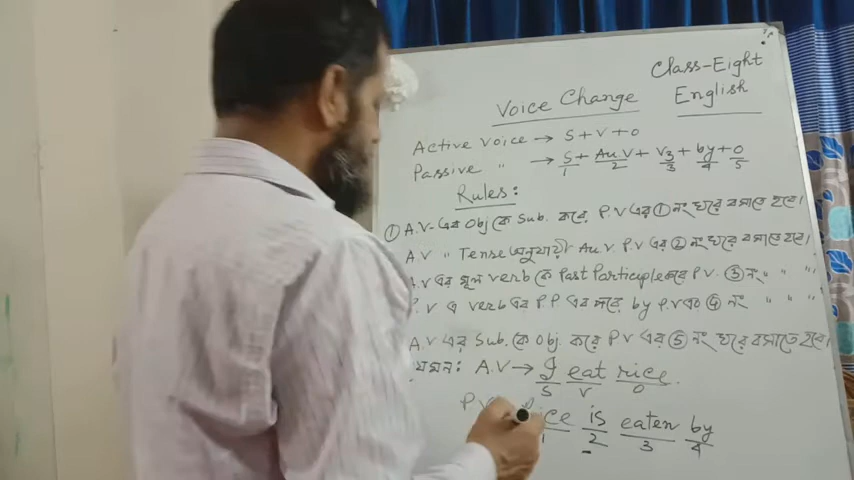 Class-Eight
English
Voice Change
Active Voice → S+V+O
Passive " → S+Au.V+V3+by+O
1 2 3 4 5
Rules:
① A.V-এর Obj কে Sub. করে P.V এর ① নং ঘরে বসাতে হবে।
A.V " Tense অনুযায়ী Au.V. P.V এর ② নং ঘরে বসাতে হবে।
A.V এর মূল verb কে Past Participle করে P.V. ③ নং " "
P.V এ verb এর P.P এর পরে by P.V এর ④ নং " " "
A.V এর Sub. কে Obj. করে P.V এর ⑤ নং ঘরে বসাতে হবে।
যেমন: A.V → I eat rice.
S V O
P.V Rice is eaten by
1 2 3 4